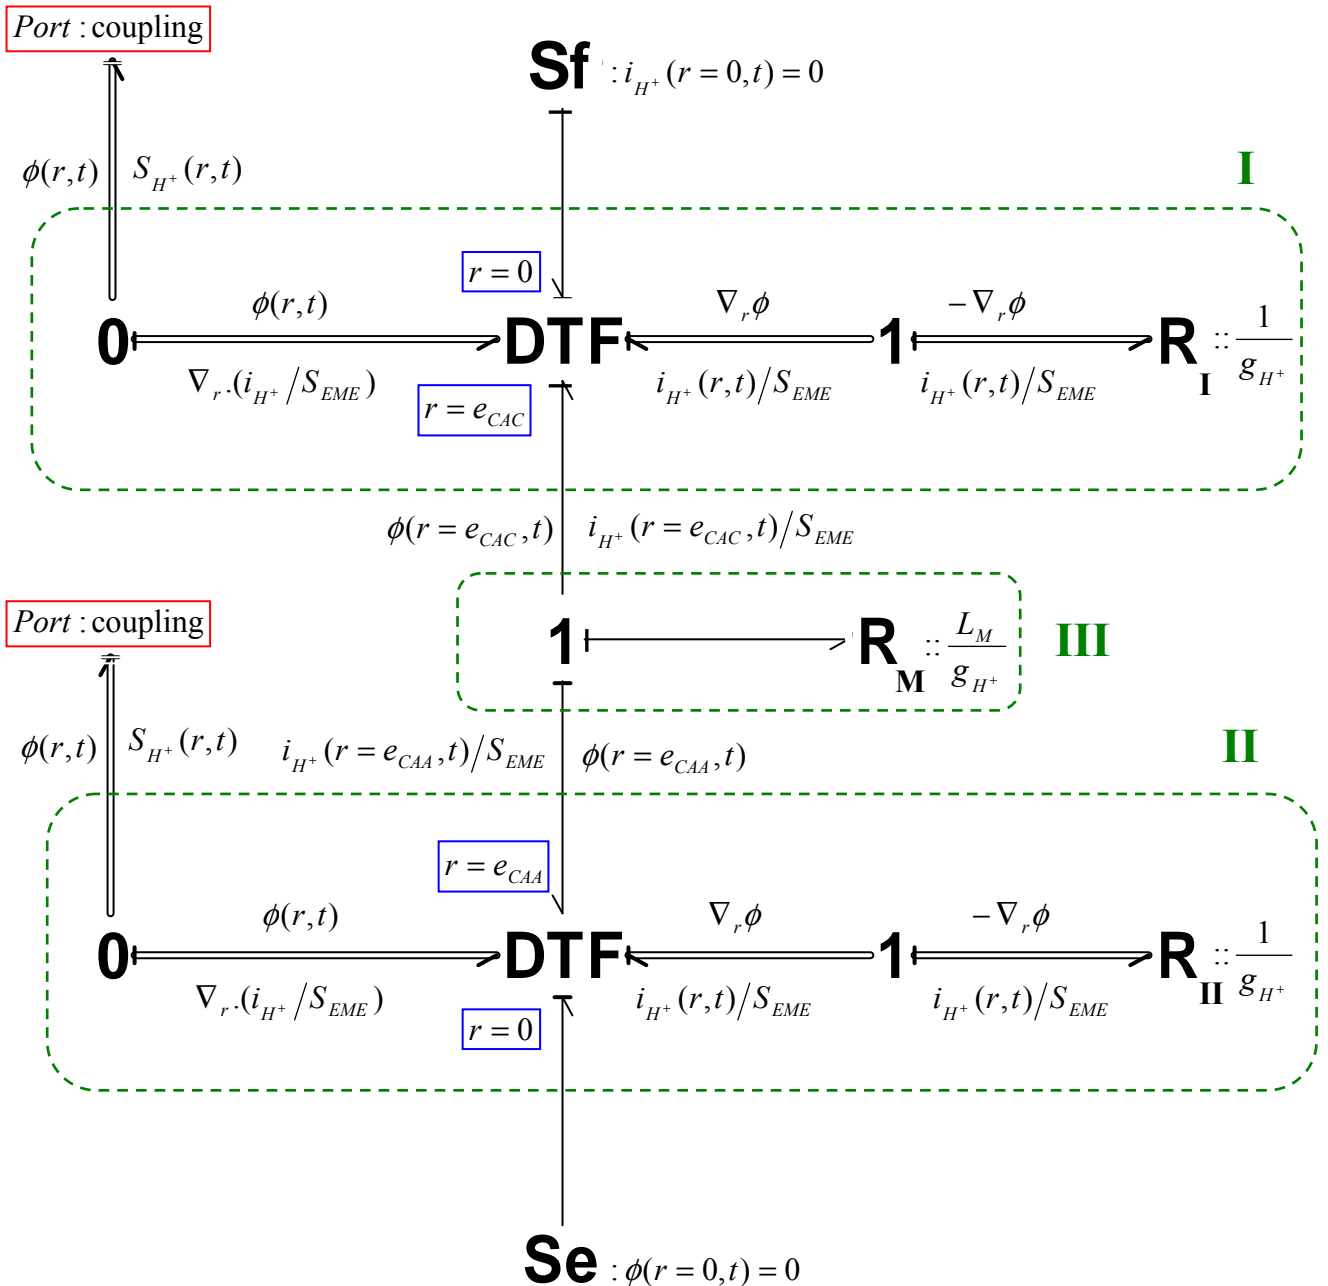 Port : coupling
Sf : i_{H^+}(r = 0, t) = 0
φ(r,t) S_{H^+}(r,t)
I
r = 0
φ(r,t) ∇_r φ −∇_r φ
0 DTF 1 R_I :: 1/g_{H^+}
∇_r.(i_{H^+}/S_{EME}) i_{H^+}(r,t)/S_{EME} i_{H^+}(r,t)/S_{EME}
r = e_{CAC}
φ(r = e_{CAC}, t) i_{H^+}(r = e_{CAC}, t)/S_{EME}
Port : coupling
1 R_M :: L_M/g_{H^+} III
φ(r,t) S_{H^+}(r,t) i_{H^+}(r = e_{CAA}, t)/S_{EME} φ(r = e_{CAA}, t)
II
r = e_{CAA}
φ(r,t) ∇_r φ −∇_r φ
0 DTF 1 R_II :: 1/g_{H^+}
∇_r.(i_{H^+}/S_{EME}) i_{H^+}(r,t)/S_{EME} i_{H^+}(r,t)/S_{EME}
r = 0
Se : φ(r = 0, t) = 0